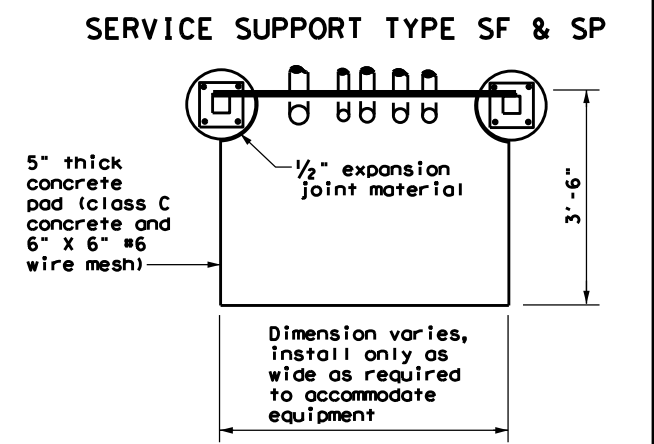 SERVICE SUPPORT TYPE SF & SP
5" thick
concrete
pad (class C
concrete and
6" X 6" #6
wire mesh)
1/2" expansion
joint material
3'-6"
Dimension varies,
install only as
wide as required
to accommodate
equipment